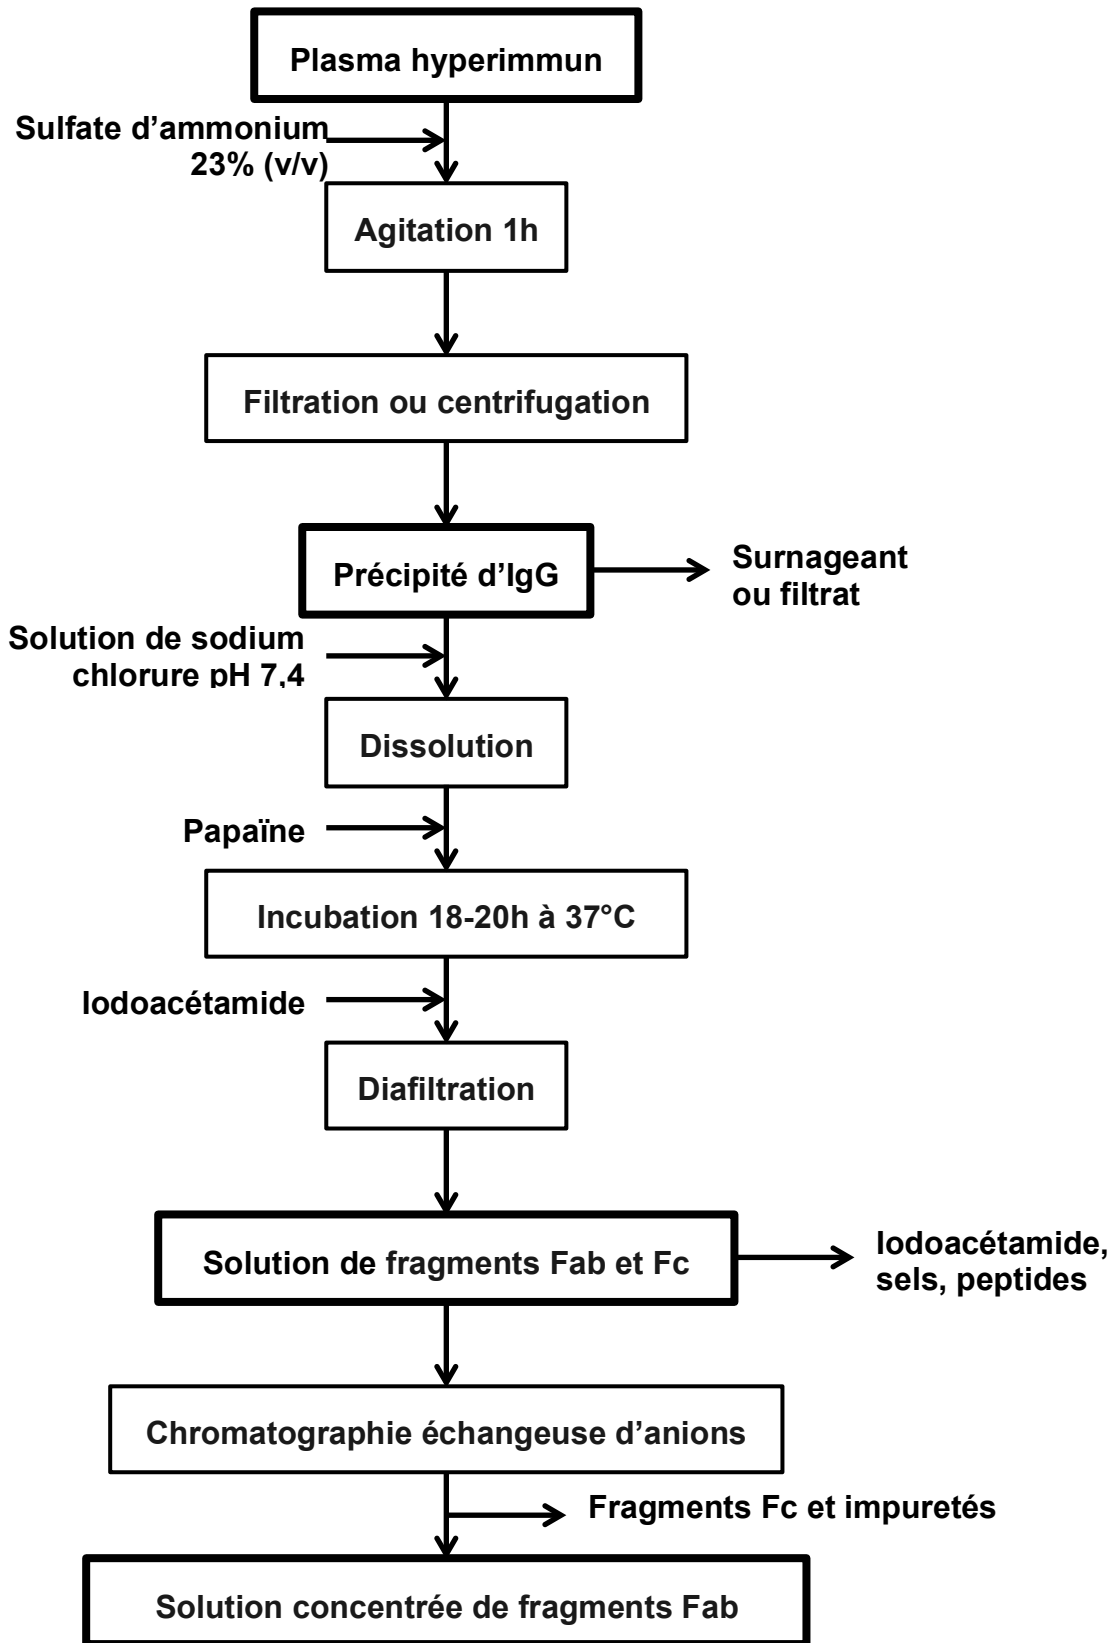 Plasma hyperimmun
Sulfate d’ammonium
23% (v/v)
Agitation 1h
Filtration ou centrifugation
Précipité d’IgG
Surnageant
ou filtrat
Solution de sodium
chlorure pH 7,4
Dissolution
Papaïne
Incubation 18-20h à 37°C
Iodoacétamide
Diafiltration
Solution de fragments Fab et Fc
Iodoacétamide,
sels, peptides
Chromatographie échangeuse d’anions
Fragments Fc et impuretés
Solution concentrée de fragments Fab